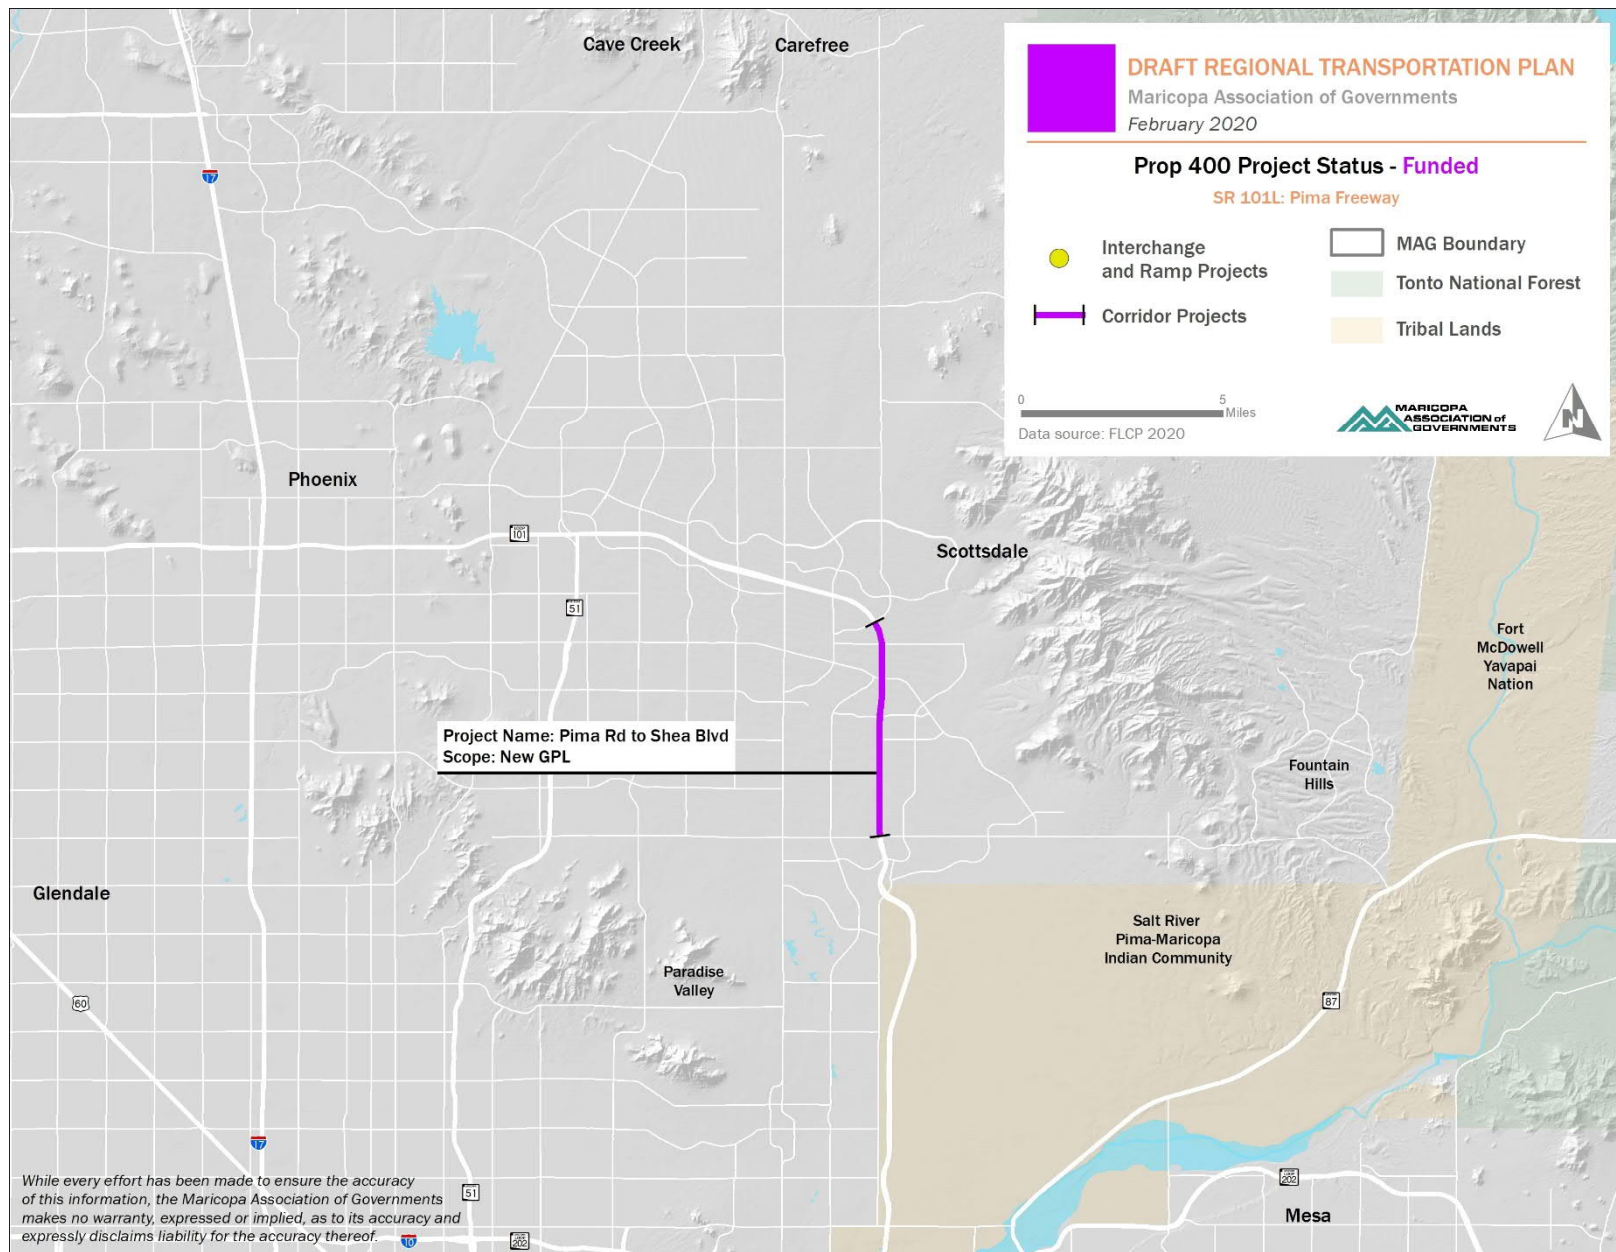 Cave Creek
Carefree
DRAFT REGIONAL TRANSPORTATION PLAN
Maricopa Association of Governments
February 2020
Prop 400 Project Status - Funded
SR 101L: Pima Freeway
Interchange
and Ramp Projects
Corridor Projects
MAG Boundary
Tonto National Forest
Tribal Lands
0 5
Miles
Data source: FLCP 2020
MARICOPA
ASSOCIATION of
GOVERNMENTS
N
17
Phoenix
101
Scottsdale
51
Fort
McDowell
Yavapai
Nation
Project Name: Pima Rd to Shea Blvd
Scope: New GPL
Fountain
Hills
Glendale
Salt River
Pima-Maricopa
Indian Community
Paradise
Valley
60
87
17
While every effort has been made to ensure the accuracy
of this information, the Maricopa Association of Governments
makes no warranty, expressed or implied, as to its accuracy and
expressly disclaims liability for the accuracy thereof.
51
202
Mesa
10
202